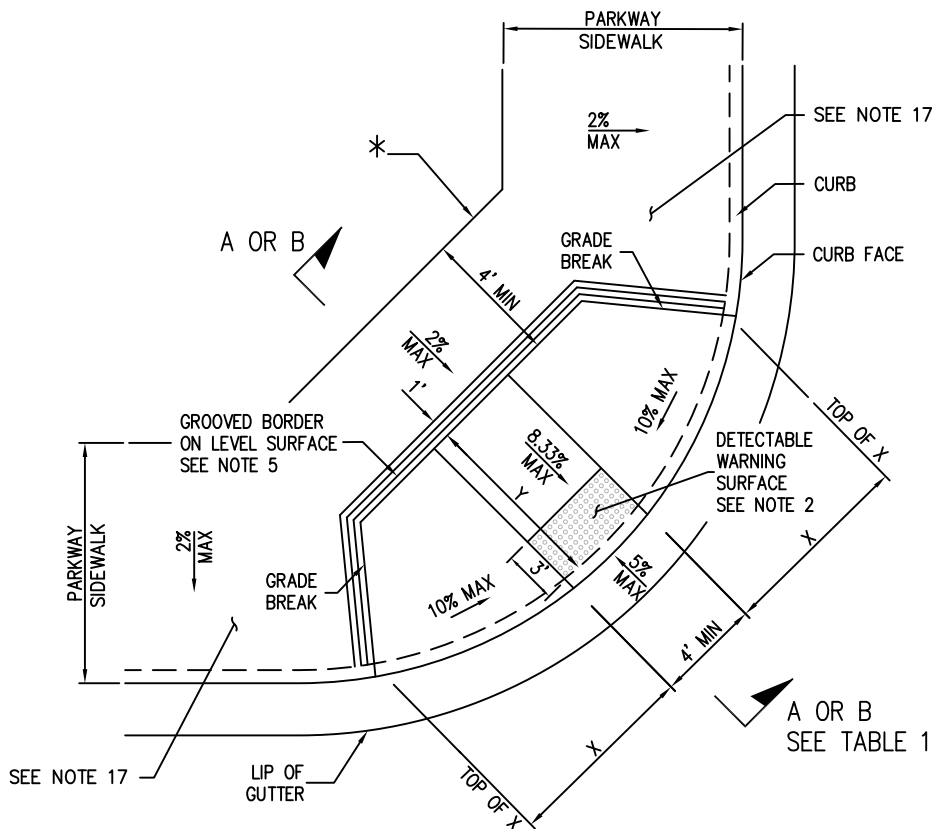 PARKWAY
SIDEWALK
2%
MAX
SEE NOTE 17
*
CURB
A OR B
GRADE
BREAK
CURB FACE
4' MIN
2%
MAX
1'
10% MAX
TOP OF X
GROOVED BORDER
ON LEVEL SURFACE
SEE NOTE 5
8.33%
MAX
DETECTABLE
WARNING
SURFACE
SEE NOTE 2
Y
X
PARKWAY
SIDEWALK
2%
MAX
GRADE
BREAK
10% MAX
3'
5%
MAX
4' MIN
A OR B
SEE TABLE 1
X
SEE NOTE 17
LIP OF
GUTTER
TOP OF X